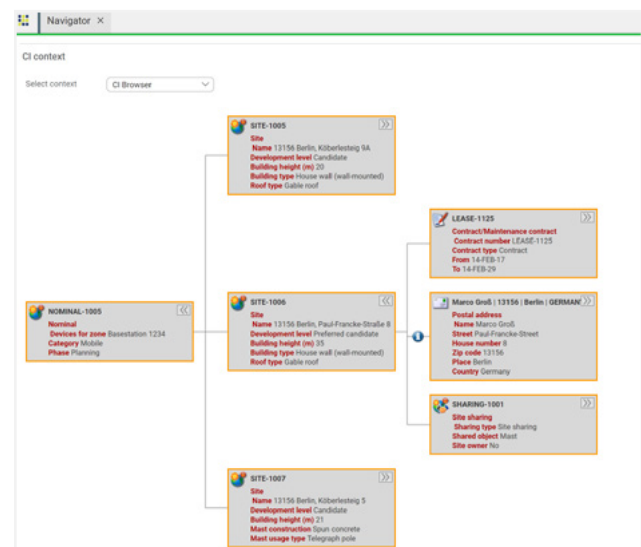 Navigator ×
CI context
Select context CI Browser
SITE-1005
Site
Name 13156 Berlin, Köberlesteig 9A
Development level Candidate
Building height (m) 20
Building type House wall (wall-mounted)
Roof type Gable roof
LEASE-1125
Contract/Maintenance contract
Contract number LEASE-1125
Contract type Contract
From 14-FEB-17
To 14-FEB-29
NOMINAL-1005
Nominal
Devices for zone Basestation 1234
Category Mobile
Phase Planning
SITE-1006
Site
Name 13156 Berlin, Paul-Francke-Straße 8
Development level Preferred candidate
Building height (m) 35
Building type House wall (wall-mounted)
Roof type Gable roof
Marco Groß | 13156 | Berlin | GERMANY
Postal address
Name Marco Groß
Street Paul-Francke-Street
House number 8
Zip code 13156
Place Berlin
Country Germany
SHARING-1001
Site sharing
Sharing type Site sharing
Shared object Mast
Site owner No
SITE-1007
Site
Name 13156 Berlin, Köberlesteig 5
Development level Candidate
Building height (m) 21
Mast construction Spun concrete
Mast usage type Telegraph pole